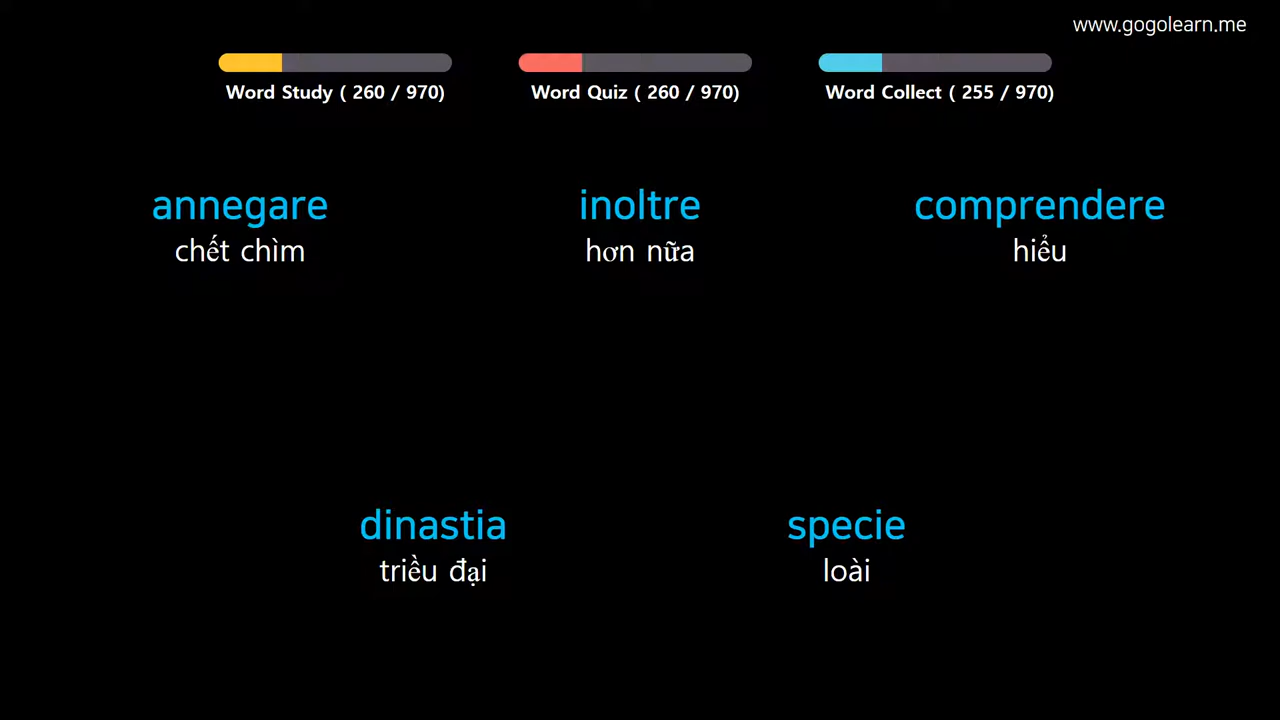 www.gogolearn.me
Word Study ( 260 / 970)
Word Quiz ( 260 / 970)
Word Collect ( 255 / 970)
annegare
chết chìm
inoltre
hơn nữa
comprendere
hiểu
dinastia
triều đại
specie
loài